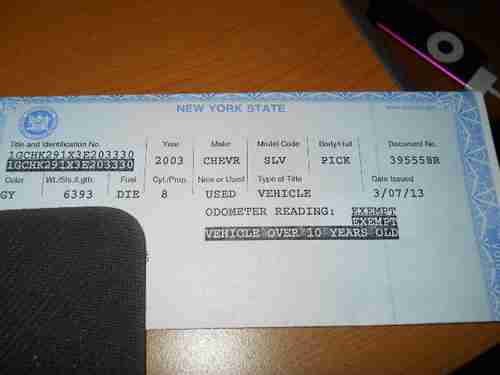 NEW YORK STATE
Title and Identification No. Year Make Model Code Body/Hull Document No.
1GCHK291X3E203330
1GCHK291X3E203330 2003 CHEVR SLV PICK 395558R
Color Wt./Sts./Lgth. Fuel Cyl./Prop. New or Used Type of Title Date Issued
GY 6393 DIE 8 USED VEHICLE 3/07/13
ODOMETER READING: EXEMPT
EXEMPT
VEHICLE OVER 10 YEARS OLD